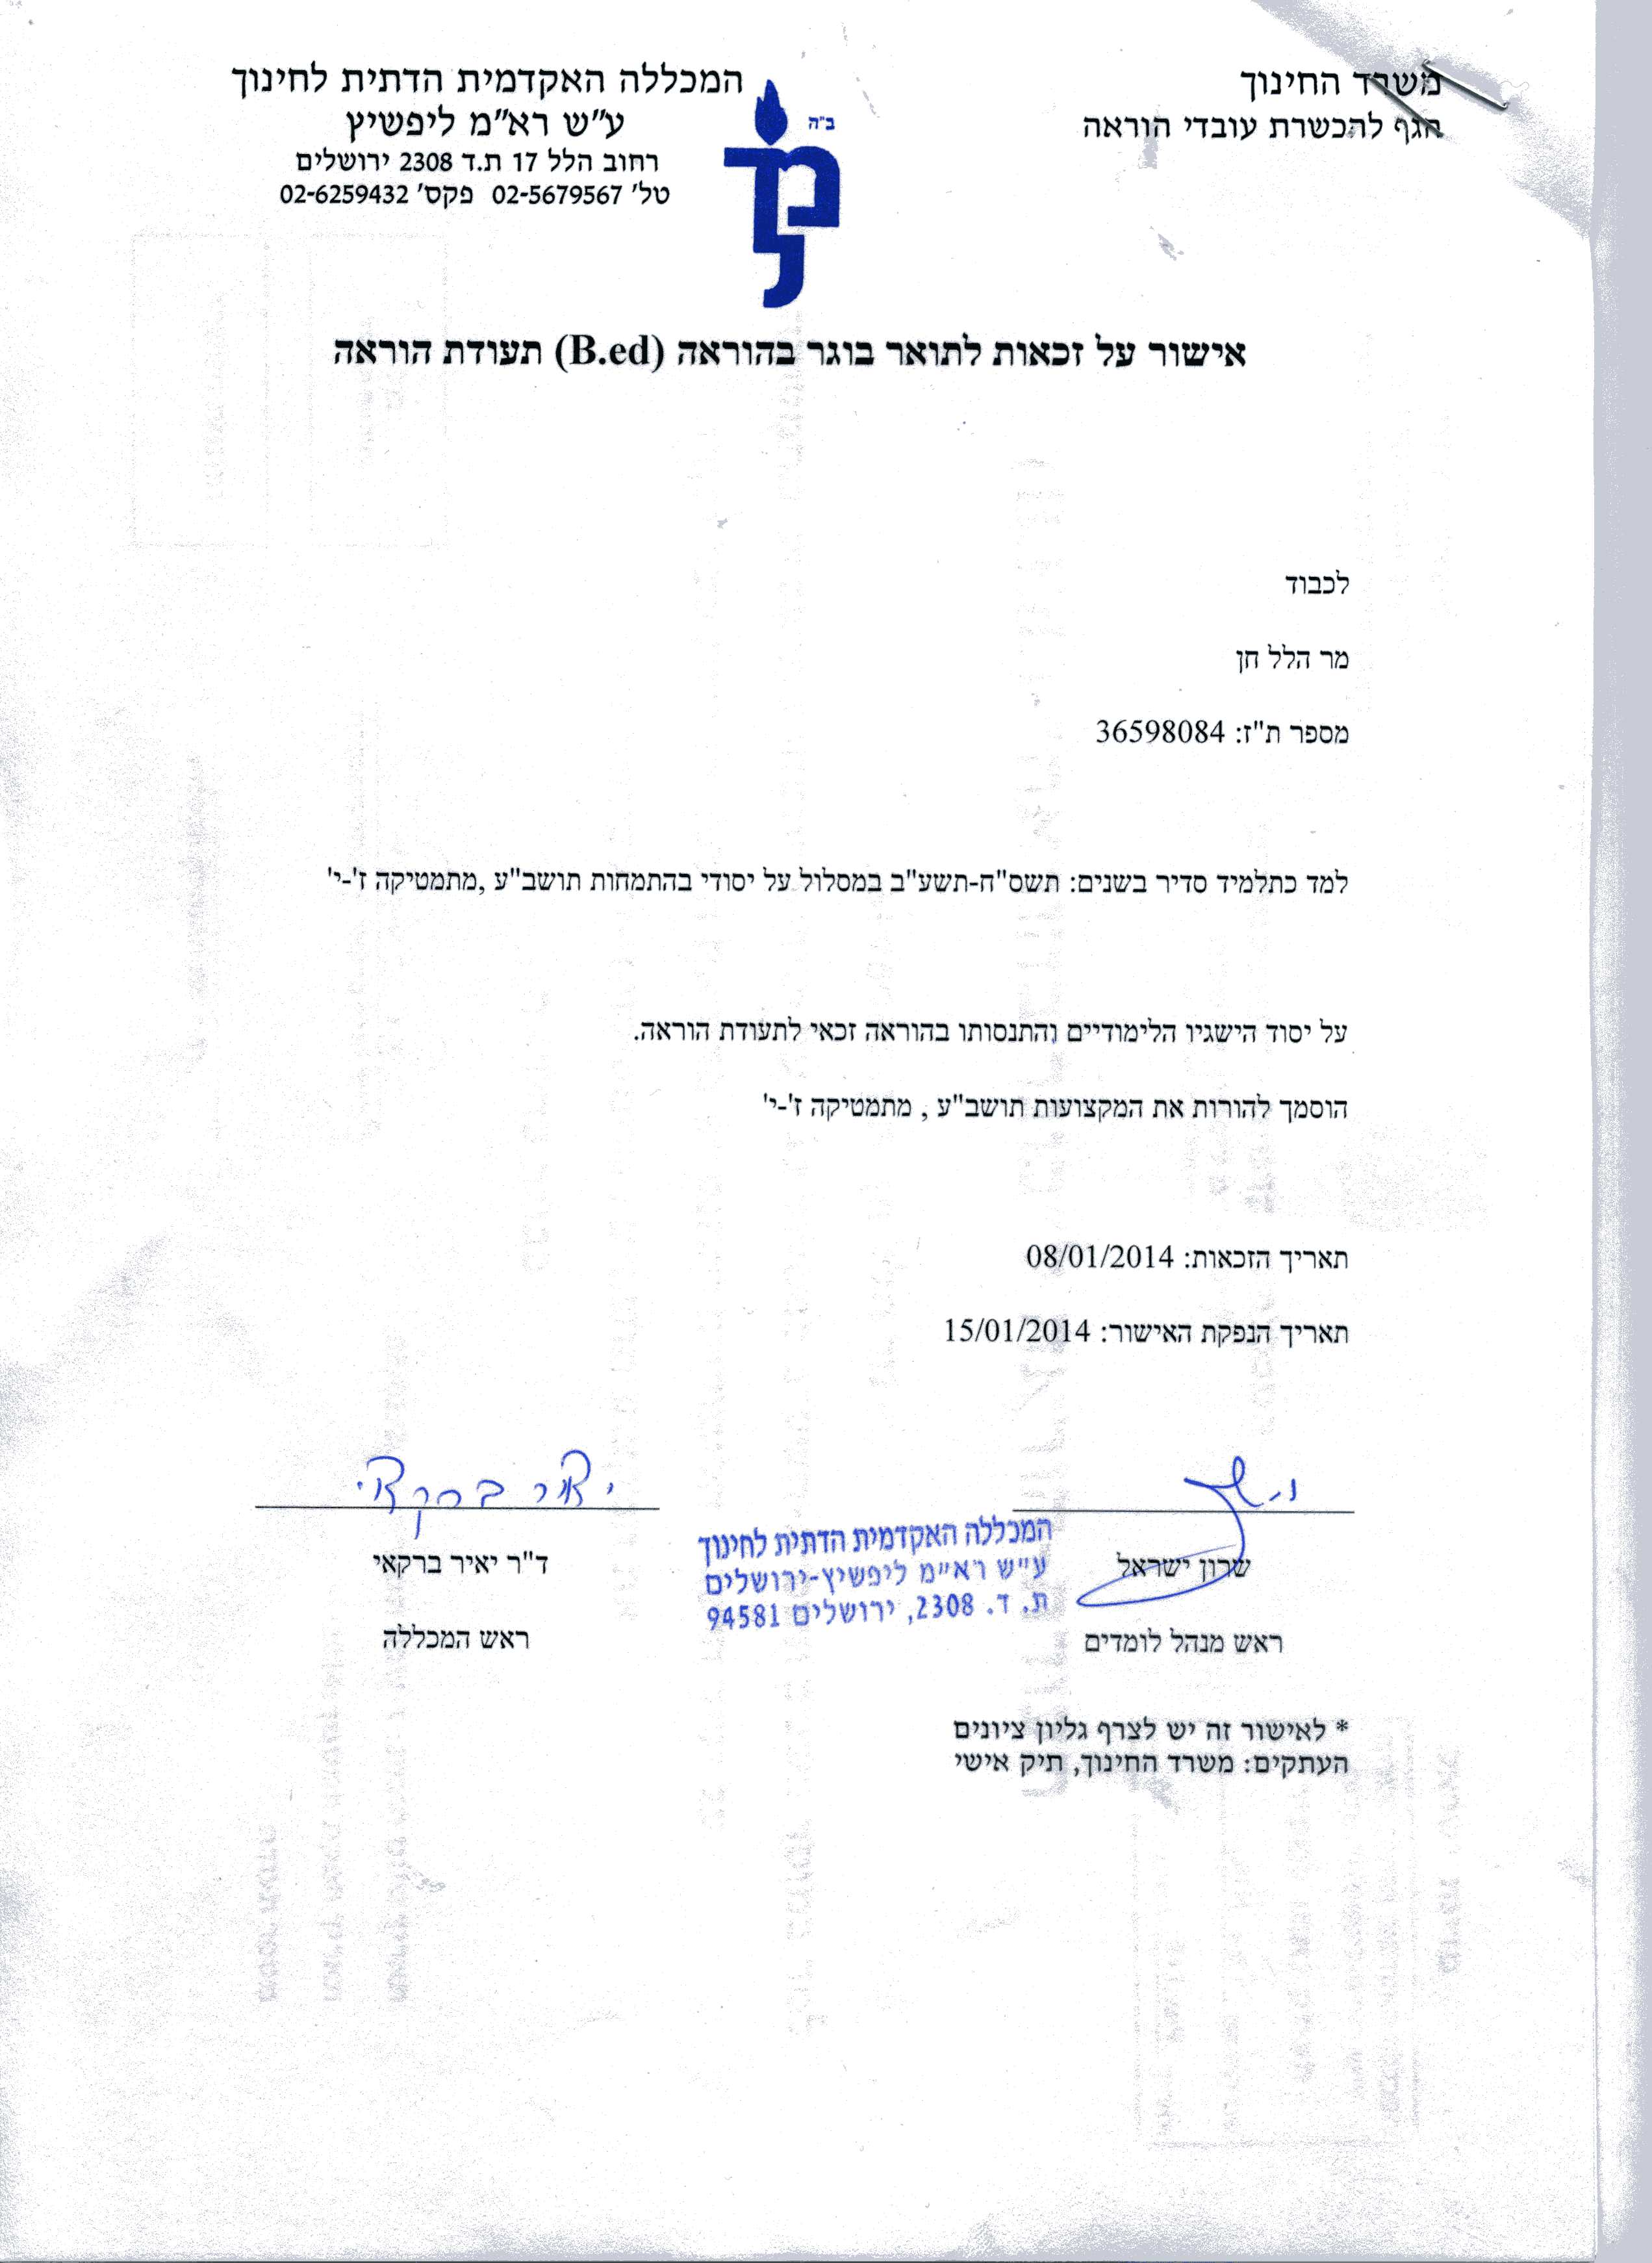 משרד החינוך
אגף להכשרת עובדי הוראה
ב"ה
המכללה האקדמית הדתית לחינוך
ע"ש רא"מ ליפשיץ
רחוב הלל 17 ת.ד 2308 ירושלים
טל' 02-5679567 פקס' 02-6259432
אישור על זכאות לתואר בוגר בהוראה (B.ed) תעודת הוראה
לכבוד
מר הלל חן
מספר ת"ז: 36598084
למד כתלמיד סדיר בשנים: תשס"ח-תשע"ב במסלול על יסודי בהתמחות תושב"ע ,מתמטיקה ז'-י'
על יסוד הישגיו הלימודיים והתנסותו בהוראה זכאי לתעודת הוראה.
הוסמך להורות את המקצועות תושב"ע , מתמטיקה ז'-י'
תאריך הזכאות: 08/01/2014
תאריך הנפקת האישור: 15/01/2014
יאיר ברקאי
שרון ישראל
ראש מנהל לומדים
המכללה האקדמית הדתית לחינוך
ע"ש רא"מ ליפשיץ-ירושלים
ת. ד. 2308, ירושלים 94581
ד"ר יאיר ברקאי
ראש המכללה
* לאישור זה יש לצרף גליון ציונים
העתקים: משרד החינוך, תיק אישי